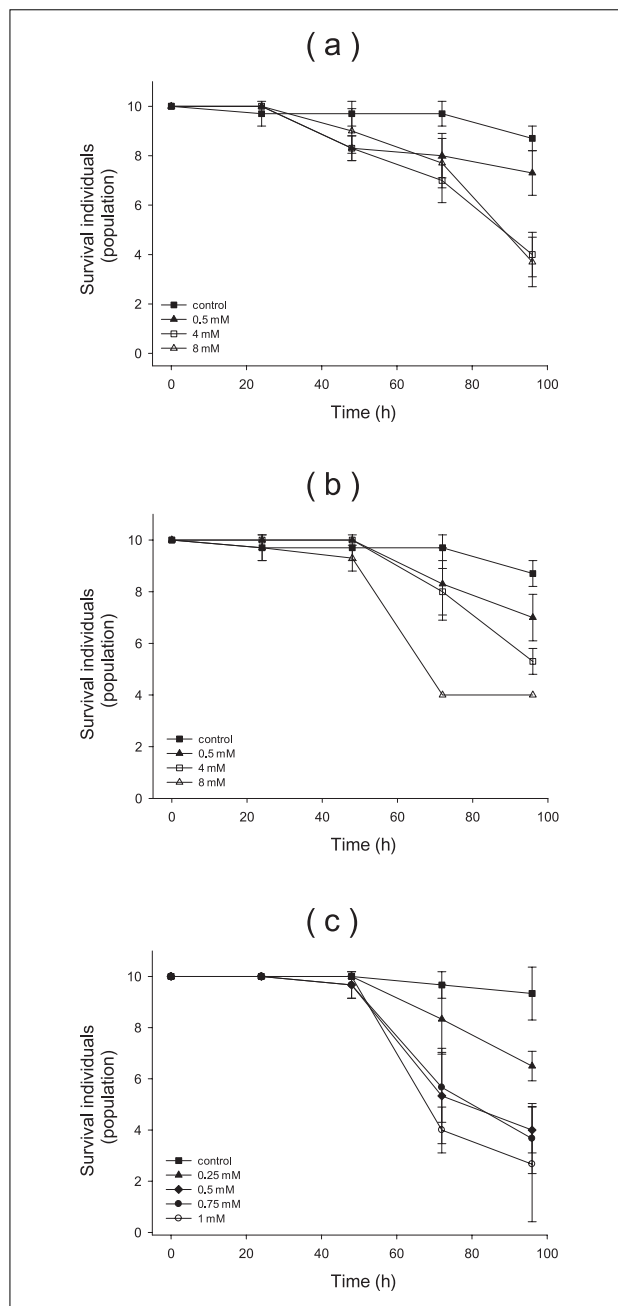 ( a )
Survival individuals
(population)
10
8
6
4
2
0
control
0.5 mM
4 mM
8 mM
0 20 40 60 80 100
Time (h)
( b )
Survival individuals
(population)
10
8
6
4
2
0
control
0.5 mM
4 mM
8 mM
0 20 40 60 80 100
Time (h)
( c )
Survival individuals
(population)
10
8
6
4
2
0
control
0.25 mM
0.5 mM
0.75 mM
1 mM
0 20 40 60 80 100
Time (h)